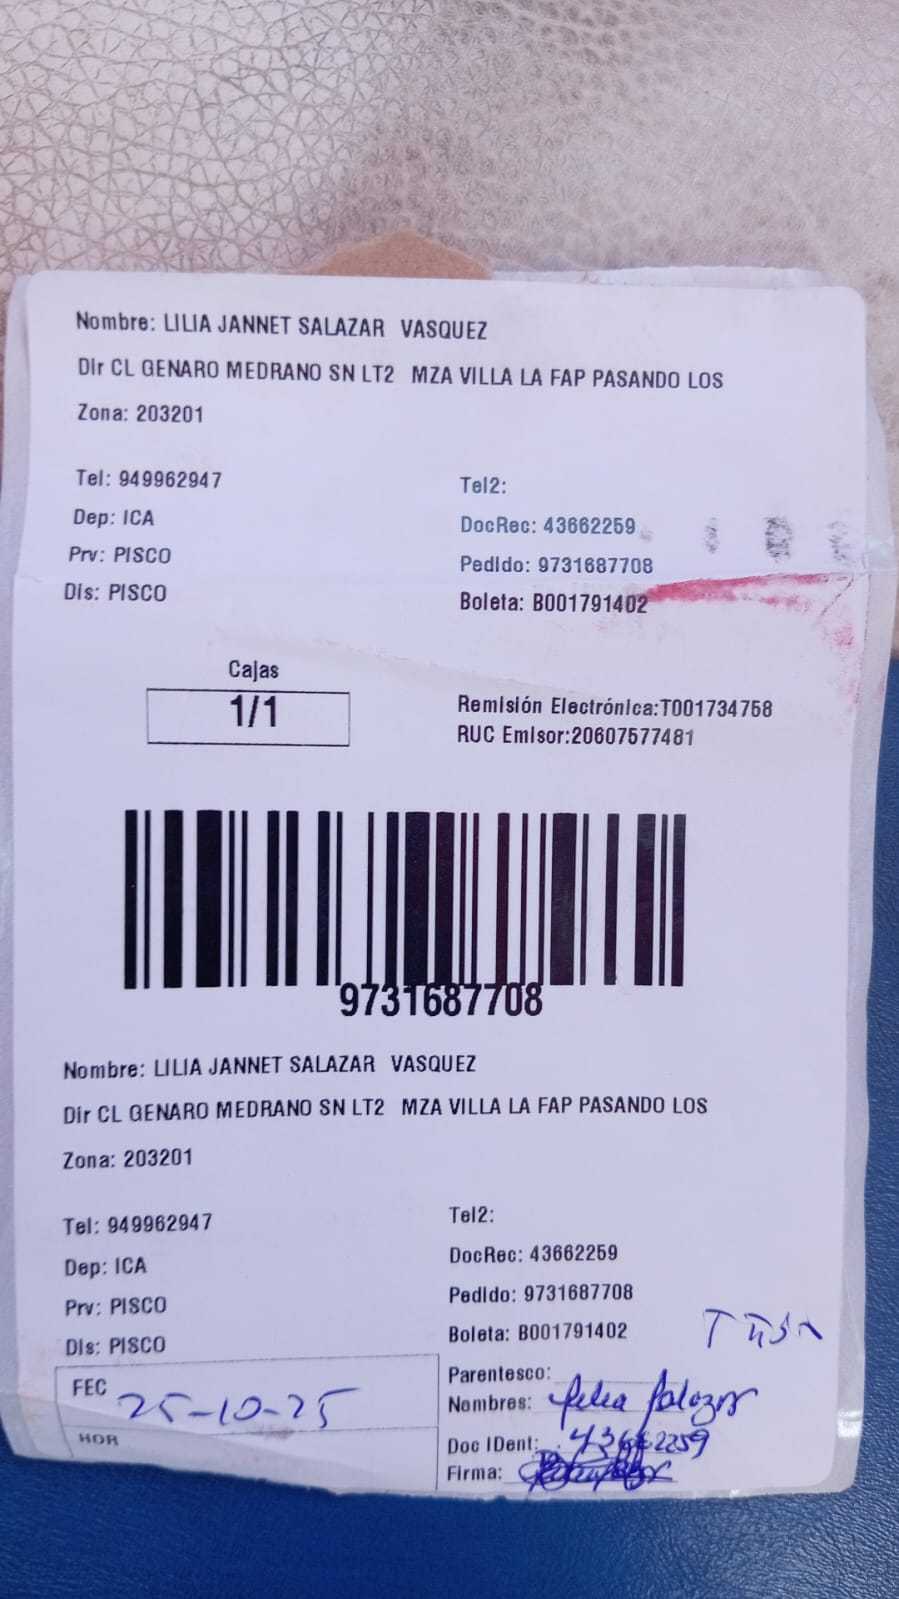 Nombre: LILIA JANNET SALAZAR VASQUEZ
Dir CL GENARO MEDRANO SN LT2 MZA VILLA LA FAP PASANDO LOS
Zona: 203201
Tel: 949962947
Tel2:
Dep: ICA
DocRec: 43662259
Prv: PISCO
Pedido: 9731687708
Dis: PISCO
Boleta: B001791402
Cajas
1/1
Remisión Electrónica:T001734758
RUC Emisor:20607577481
9731687708
Nombre: LILIA JANNET SALAZAR VASQUEZ
Dir CL GENARO MEDRANO SN LT2 MZA VILLA LA FAP PASANDO LOS
Zona: 203201
Tel: 949962947
Tel2:
Dep: ICA
DocRec: 43662259
Prv: PISCO
Pedido: 9731687708
Dis: PISCO
Boleta: B001791402
FEC 25-10-25
HOR
Parentesco:
Nombres: Lilia Salazar
Doc IDent: 43662259
Firma: